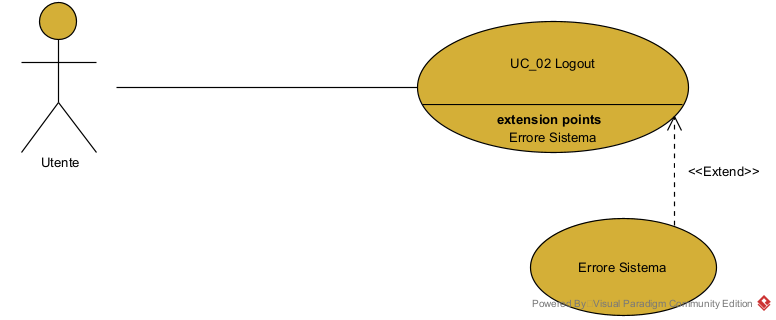 UC_02 Logout
extension points
Errore Sistema
Utente
<<Extend>>
Errore Sistema
Powered By: Visual Paradigm Community Edition